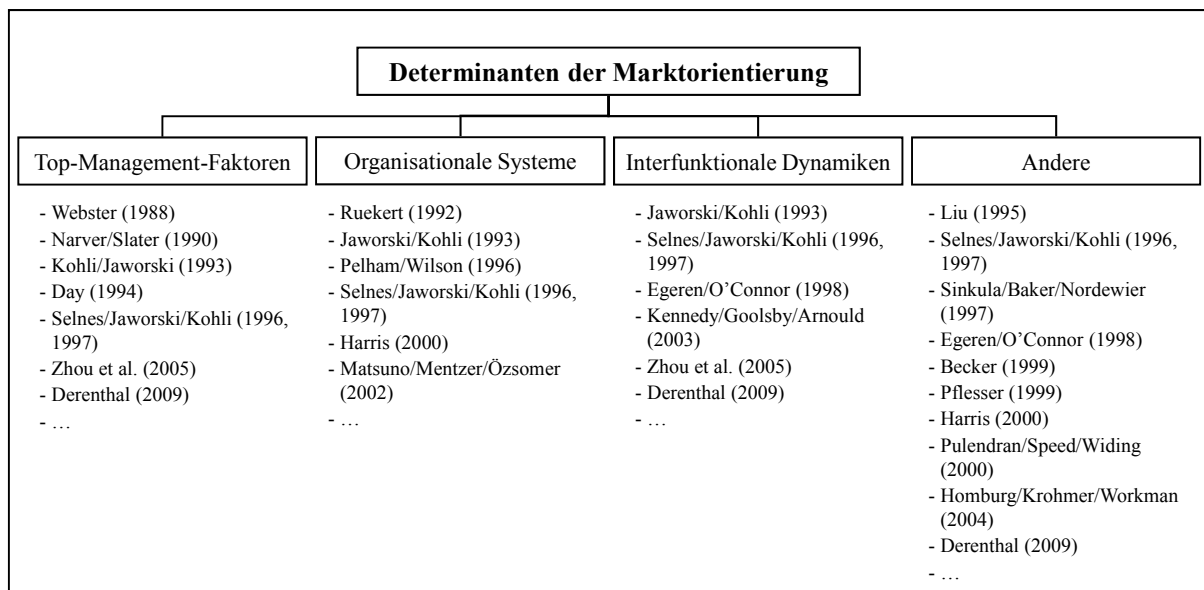 Determinanten der Marktorientierung
Top-Management-Faktoren
- Webster (1988)
- Narver/Slater (1990)
- Kohli/Jaworski (1993)
- Day (1994)
- Selnes/Jaworski/Kohli (1996,
1997)
- Zhou et al. (2005)
- Derenthal (2009)
- …
Organisationale Systeme
- Ruekert (1992)
- Jaworski/Kohli (1993)
- Pelham/Wilson (1996)
- Selnes/Jaworski/Kohli (1996,
1997)
- Harris (2000)
- Matsuno/Mentzer/Özsomer
(2002)
- …
Interfunktionale Dynamiken
- Jaworski/Kohli (1993)
- Selnes/Jaworski/Kohli (1996,
1997)
- Egeren/O’Connor (1998)
- Kennedy/Goolsby/Arnould
(2003)
- Zhou et al. (2005)
- Derenthal (2009)
- …
Andere
- Liu (1995)
- Selnes/Jaworski/Kohli (1996,
1997)
- Sinkula/Baker/Nordewier
(1997)
- Egeren/O’Connor (1998)
- Becker (1999)
- Pflesser (1999)
- Harris (2000)
- Pulendran/Speed/Widing
(2000)
- Homburg/Krohmer/Workman
(2004)
- Derenthal (2009)
- …